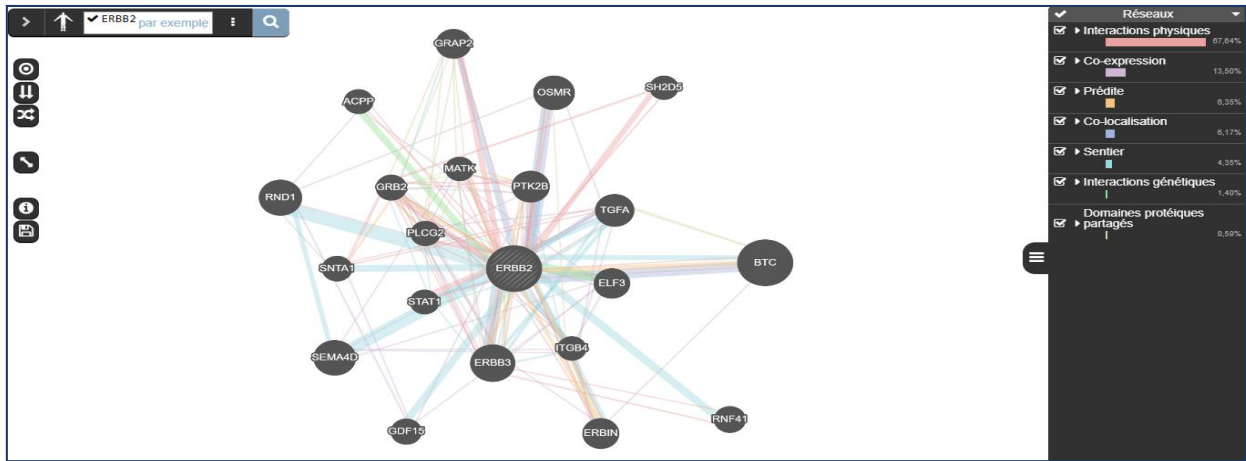 ERBB2 par exemple
GRAP2
ACPP
OSMR
SH2D5
MATK
GRB2
PTK2B
RND1
TGFA
PLCG2
SNTA1
ERBB2
BTC
ELF3
STAT1
SEMA4D
ERBB3
ITGB4
GDF15
ERBIN
RNF41
Réseaux
Interactions physiques
67,64%
Co-expression
13,50%
Prédite
6,35%
Co-localisation
6,17%
Sentier
4,35%
Interactions génétiques
1,40%
Domaines protéiques
partagés
0,59%